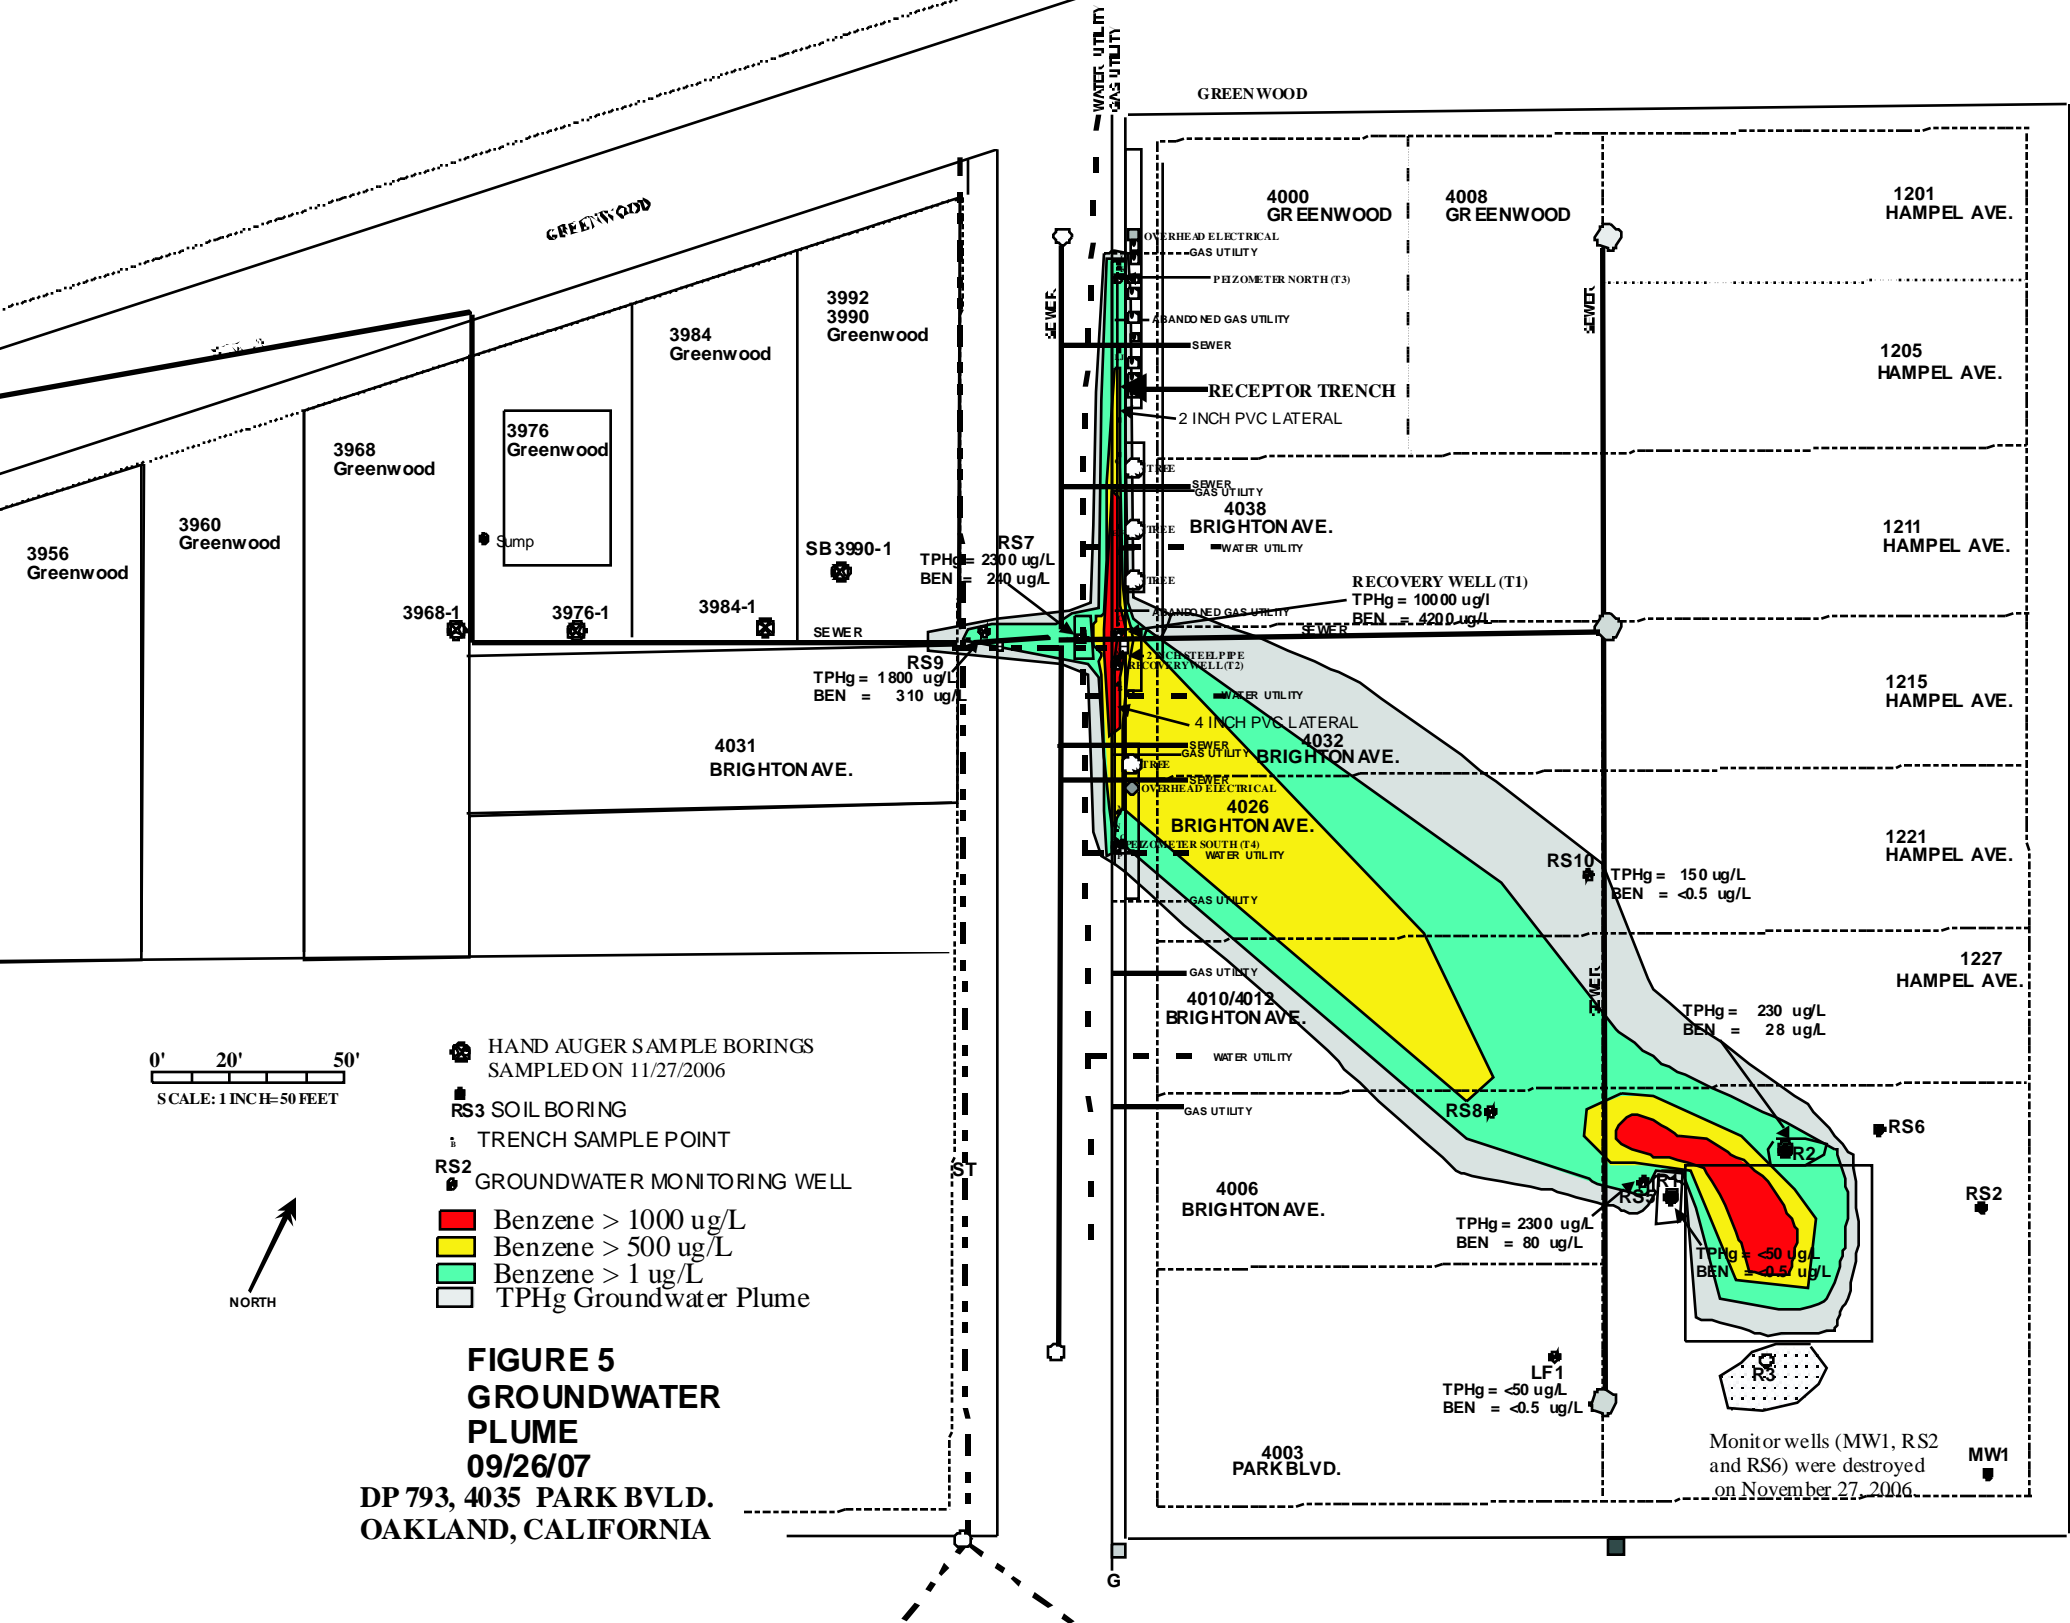 WATER UTILITY
GAS UTILITY
GREENWOOD
GREENWOOD
4000
GREENWOOD
4008
GREENWOOD
1201
HAMPEL AVE.
OVERHEAD ELECTRICAL
GAS UTILITY
PEIZOMETER NORTH (T3)
SEWER
SEWER
3992
3990
Greenwood
ABANDONED GAS UTILITY
3984
Greenwood
SEWER
1205
HAMPEL AVE.
RECEPTOR TRENCH
2 INCH PVC LATERAL
3976
Greenwood
3968
Greenwood
TREE
SEWER
GAS UTILITY
4038
BRIGHTON AVE.
TREE
WATER UTILITY
1211
HAMPEL AVE.
3960
Greenwood
3956
Greenwood
Sump
SB3990-1
RS7
TPHg = 2300 ug/L
BEN = 240 ug/L
TREE
RECOVERY WELL (T1)
TPHg = 10000 ug/l
BEN = 4200ug/L
3968-1
3976-1
3984-1
ABANDONED GAS UTILITY
SEWER
SEWER
2 INCH STEEL PIPE
RECOVERY WELL (T2)
RS9
TPHg = 1800 ug/L
BEN = 310 ug/L
WATER UTILITY
1215
HAMPEL AVE.
4 INCH PVC LATERAL
4031
BRIGHTON AVE.
SEWER
GAS UTILITY
4032
BRIGHTON AVE.
TREE
SEWER
OVERHEAD ELECTRICAL
4026
BRIGHTON AVE.
PEIZOMETER SOUTH (T4)
WATER UTILITY
1221
HAMPEL AVE.
RS10
TPHg = 150 ug/L
BEN = <0.5 ug/L
GAS UTILITY
GAS UTILITY
1227
HAMPEL AVE.
SEWER
4010/4012
BRIGHTON AVE.
TPHg = 230 ug/L
BEN = 28 ug/L
WATER UTILITY
0' 20' 50'
SCALE: 1 INCH=50 FEET
HAND AUGER SAMPLE BORINGS
SAMPLED ON 11/27/2006
RS3 SOIL BORING
TRENCH SAMPLE POINT
RS2
GROUNDWATER MONITORING WELL
Benzene > 1000 ug/L
Benzene > 500 ug/L
Benzene > 1 ug/L
TPHg Groundwater Plume
NORTH
ST
GAS UTILITY
RS8
RS6
R2
R1
RS5
RS2
4006
BRIGHTON AVE.
TPHg = 2300 ug/L
BEN = 80 ug/L
TPHg = <50 ug/L
BEN = <0.5 ug/L
R3
LF1
TPHg = <50 ug/L
BEN = <0.5 ug/L
4003
PARK BLVD.
Monitor wells (MW1, RS2
and RS6) were destroyed
on November 27, 2006
MW1
FIGURE 5
GROUNDWATER
PLUME
09/26/07
DP 793, 4035 PARK BVLD.
OAKLAND, CALIFORNIA
G